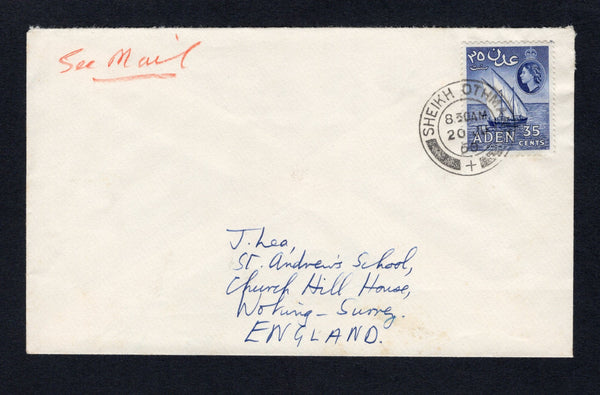 See Mail
٣٥ عدن
SHEIKH OTHMAN
8.30AM
20
ADEN 35
CENTS
J. Lea,
St. Andrew's School,
Church Hill House,
Woking - Surrey.
ENGLAND.